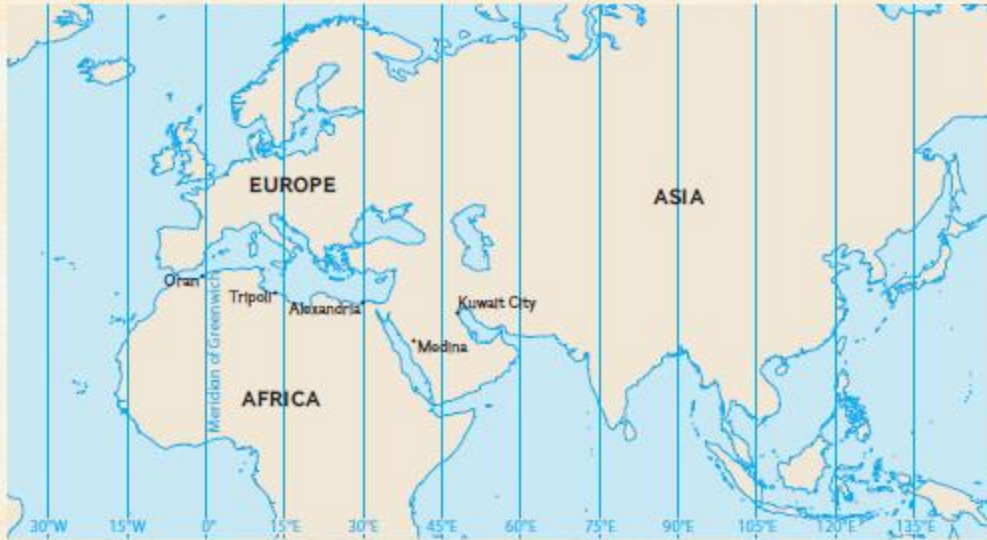 EUROPE
ASIA
Oran
Tripoli
Alexandria
Kuwait City
Medina
Meridian of Greenwich
AFRICA
30°W 15°W 0° 15°E 30°E 45°E 60°E 75°E 90°E 105°E 120°E 135°E